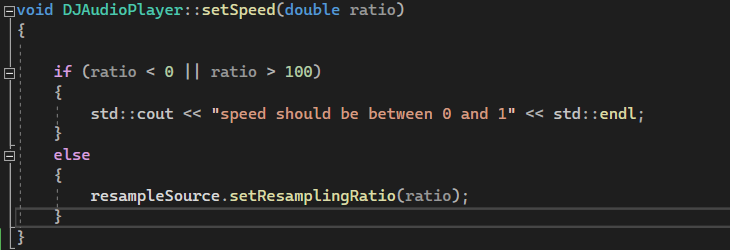 void DJAudioPlayer::setSpeed(double ratio)
{
if (ratio < 0 || ratio > 100)
{
std::cout << "speed should be between 0 and 1" << std::endl;
}
else
{
resampleSource.setResamplingRatio(ratio);
}
}